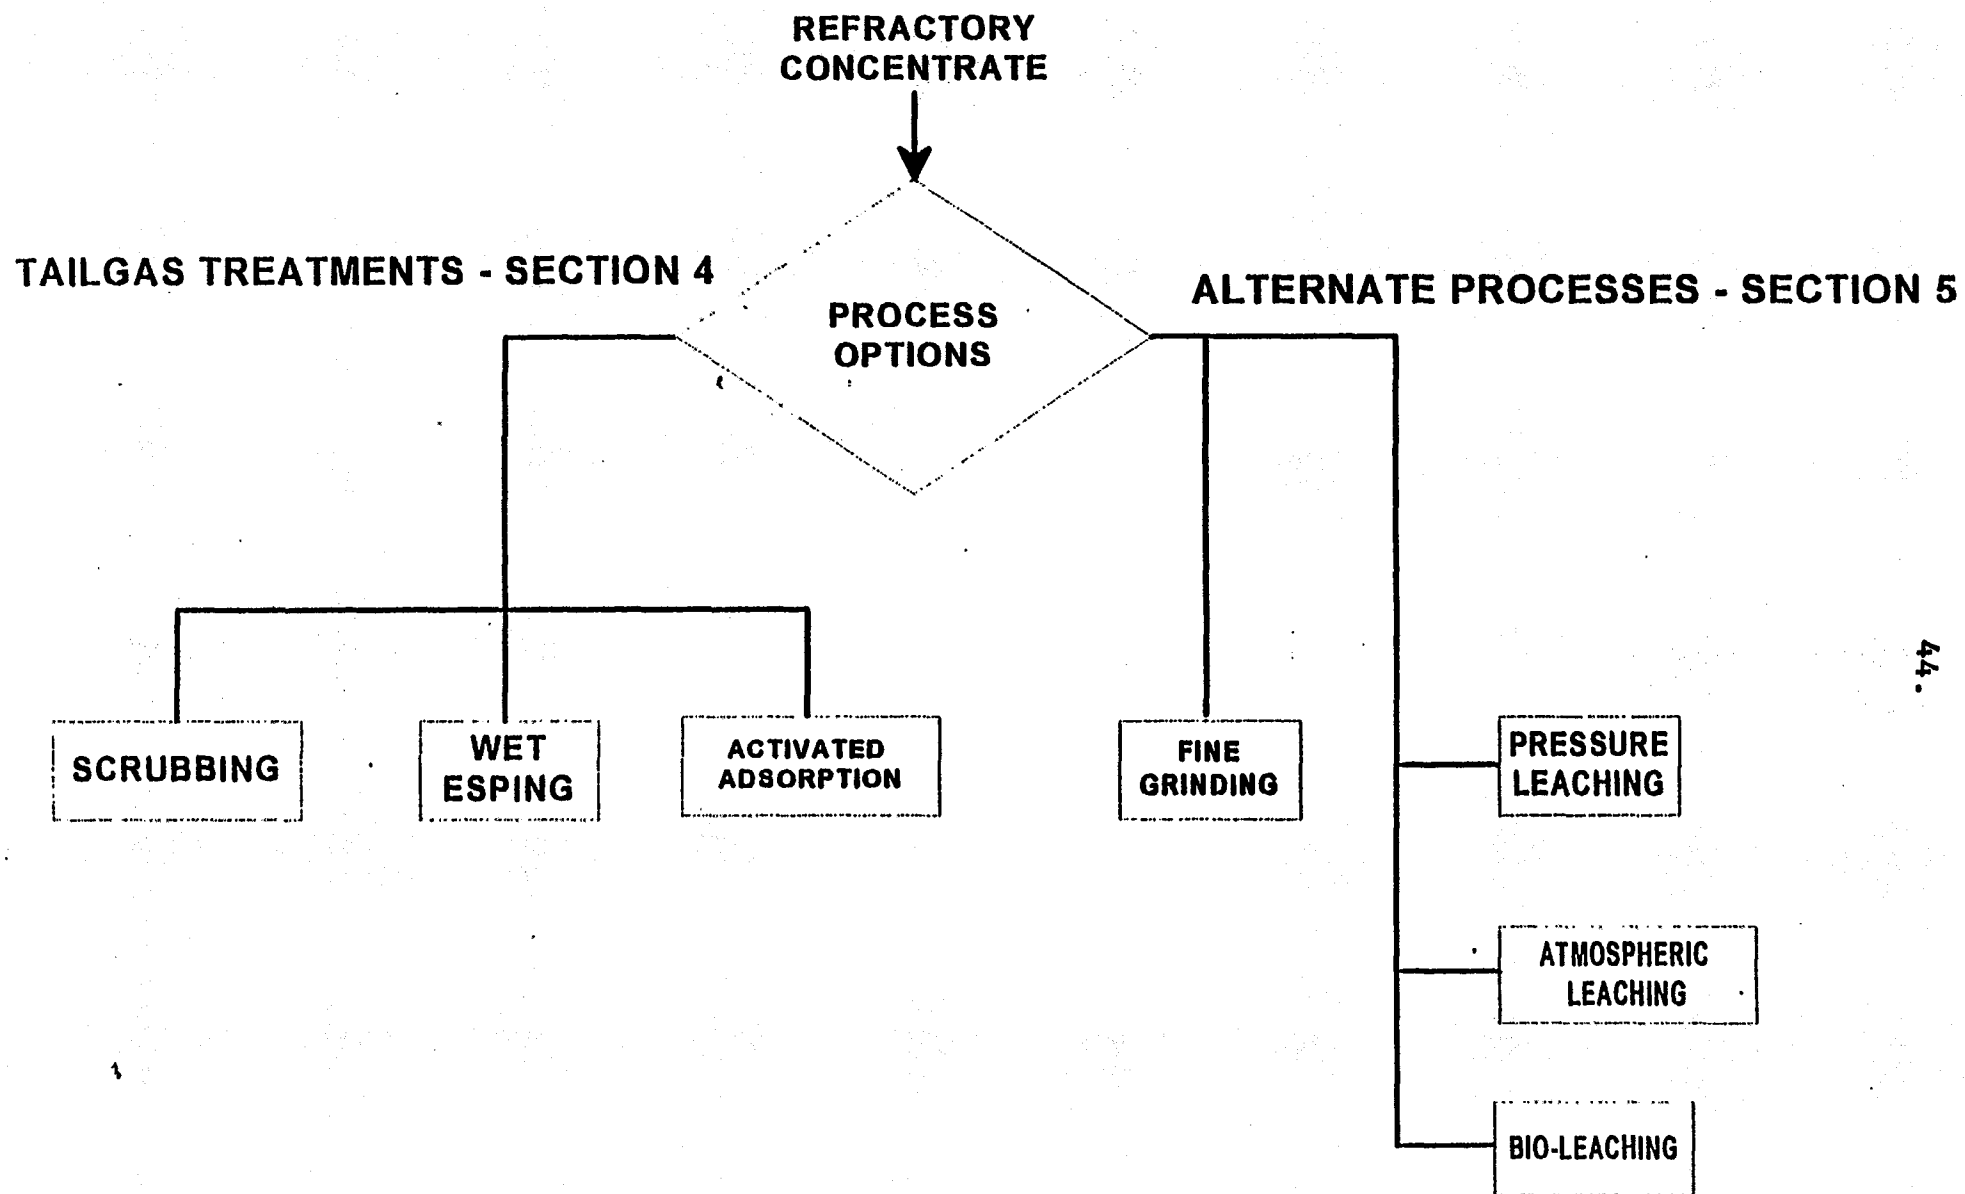 REFRACTORY
CONCENTRATE
TAILGAS TREATMENTS - SECTION 4
ALTERNATE PROCESSES - SECTION 5
PROCESS
OPTIONS
44.
SCRUBBING
WET
ESPING
ACTIVATED
ADSORPTION
FINE
GRINDING
PRESSURE
LEACHING
ATMOSPHERIC
LEACHING
BIO-LEACHING